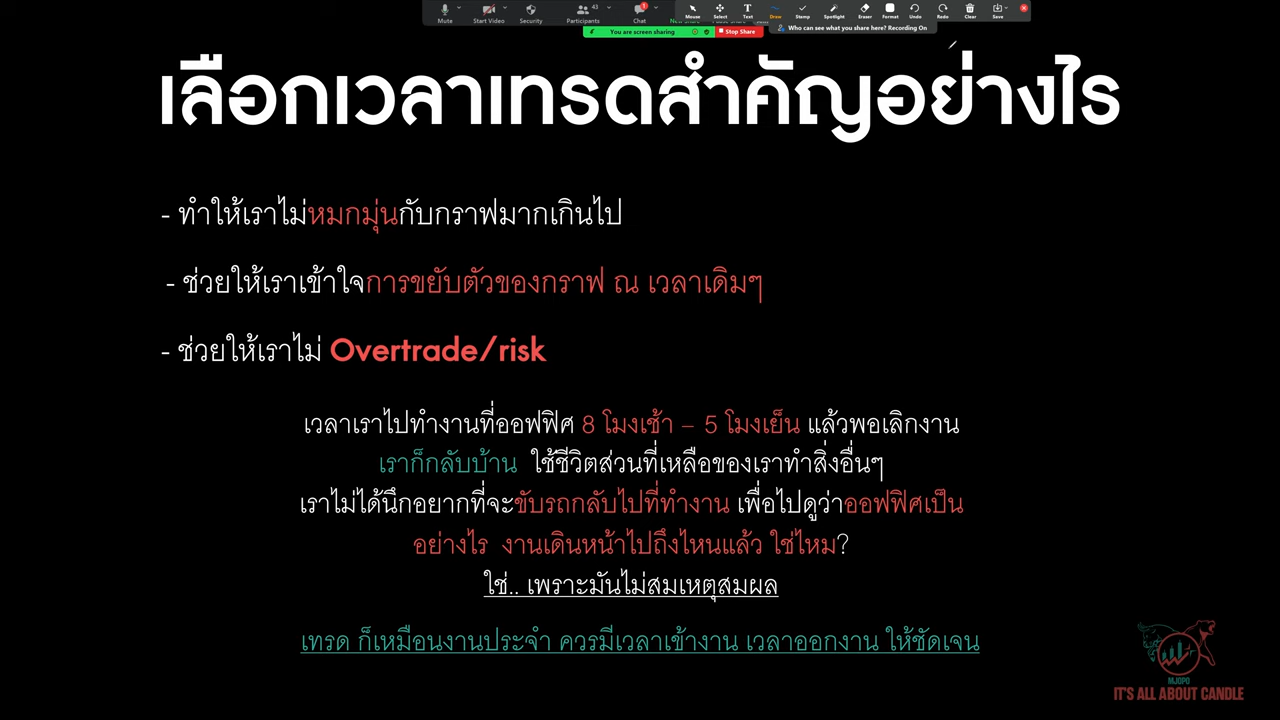 Mute
Start Video
Security
Participants 43
Chat 1
Mouse
Select
Text
Draw
Stamp
Spotlight
Eraser
Format
Undo
Redo
Clear
Save
You are screen sharing
Stop Share
Who can see what you share here? Recording On
เลือกเวลาเทรดสำคัญอย่างไร
- ทำให้เราไม่หมกมุ่นกับกราฟมากเกินไป
- ช่วยให้เราเข้าใจการขยับตัวของกราฟ ณ เวลาเดิมๆ
- ช่วยให้เราไม่ Overtrade/risk
เวลาเราไปทำงานที่ออฟฟิศ 8 โมงเช้า – 5 โมงเย็น แล้วพอเลิกงาน
เราก็กลับบ้าน ใช้ชีวิตส่วนที่เหลือของเราทำสิ่งอื่นๆ
เราไม่ได้นึกอยากที่จะขับรถกลับไปที่ทำงาน เพื่อไปดูว่าออฟฟิศเป็น
อย่างไร งานเดินหน้าไปถึงไหนแล้ว ใช่ไหม?
ใช่.. เพราะมันไม่สมเหตุสมผล
เทรด ก็เหมือนงานประจำ ควรมีเวลาเข้างาน เวลาออกงาน ให้ชัดเจน
MJOPO
IT'S ALL ABOUT CANDLE